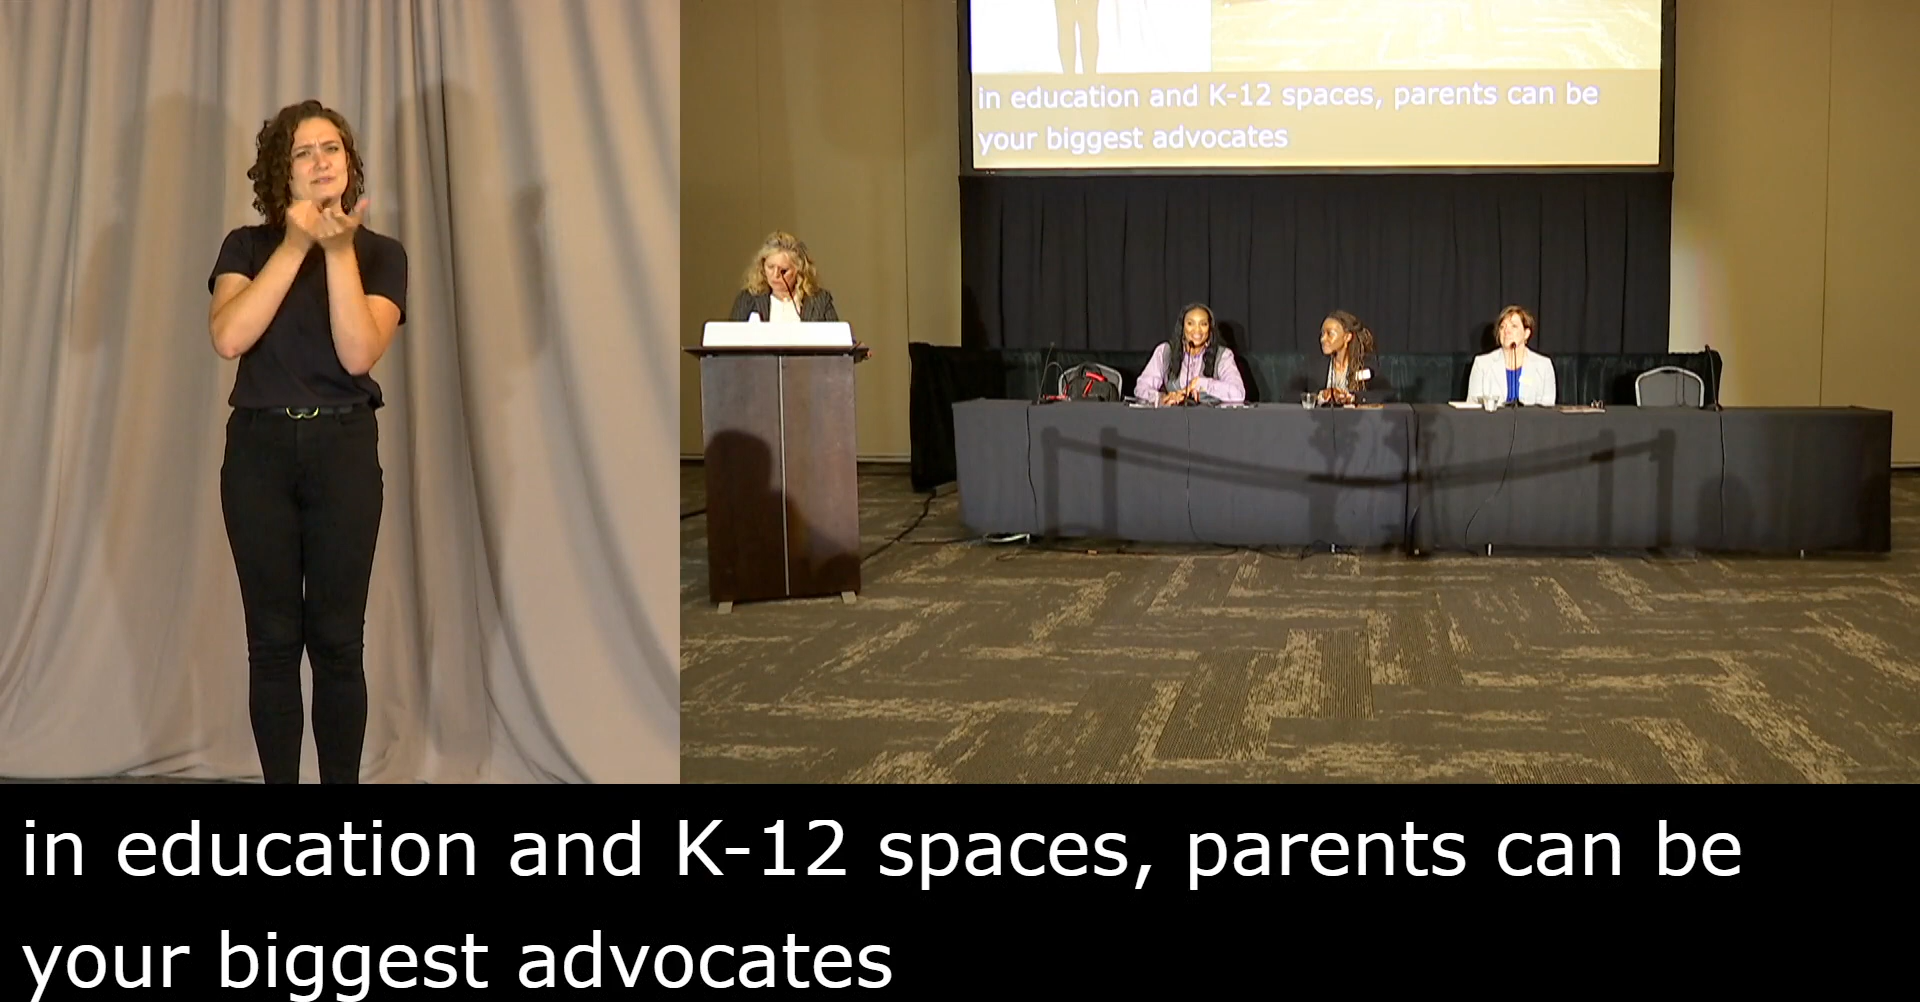 in education and K-12 spaces, parents can be
your biggest advocates
in education and K-12 spaces, parents can be
your biggest advocates